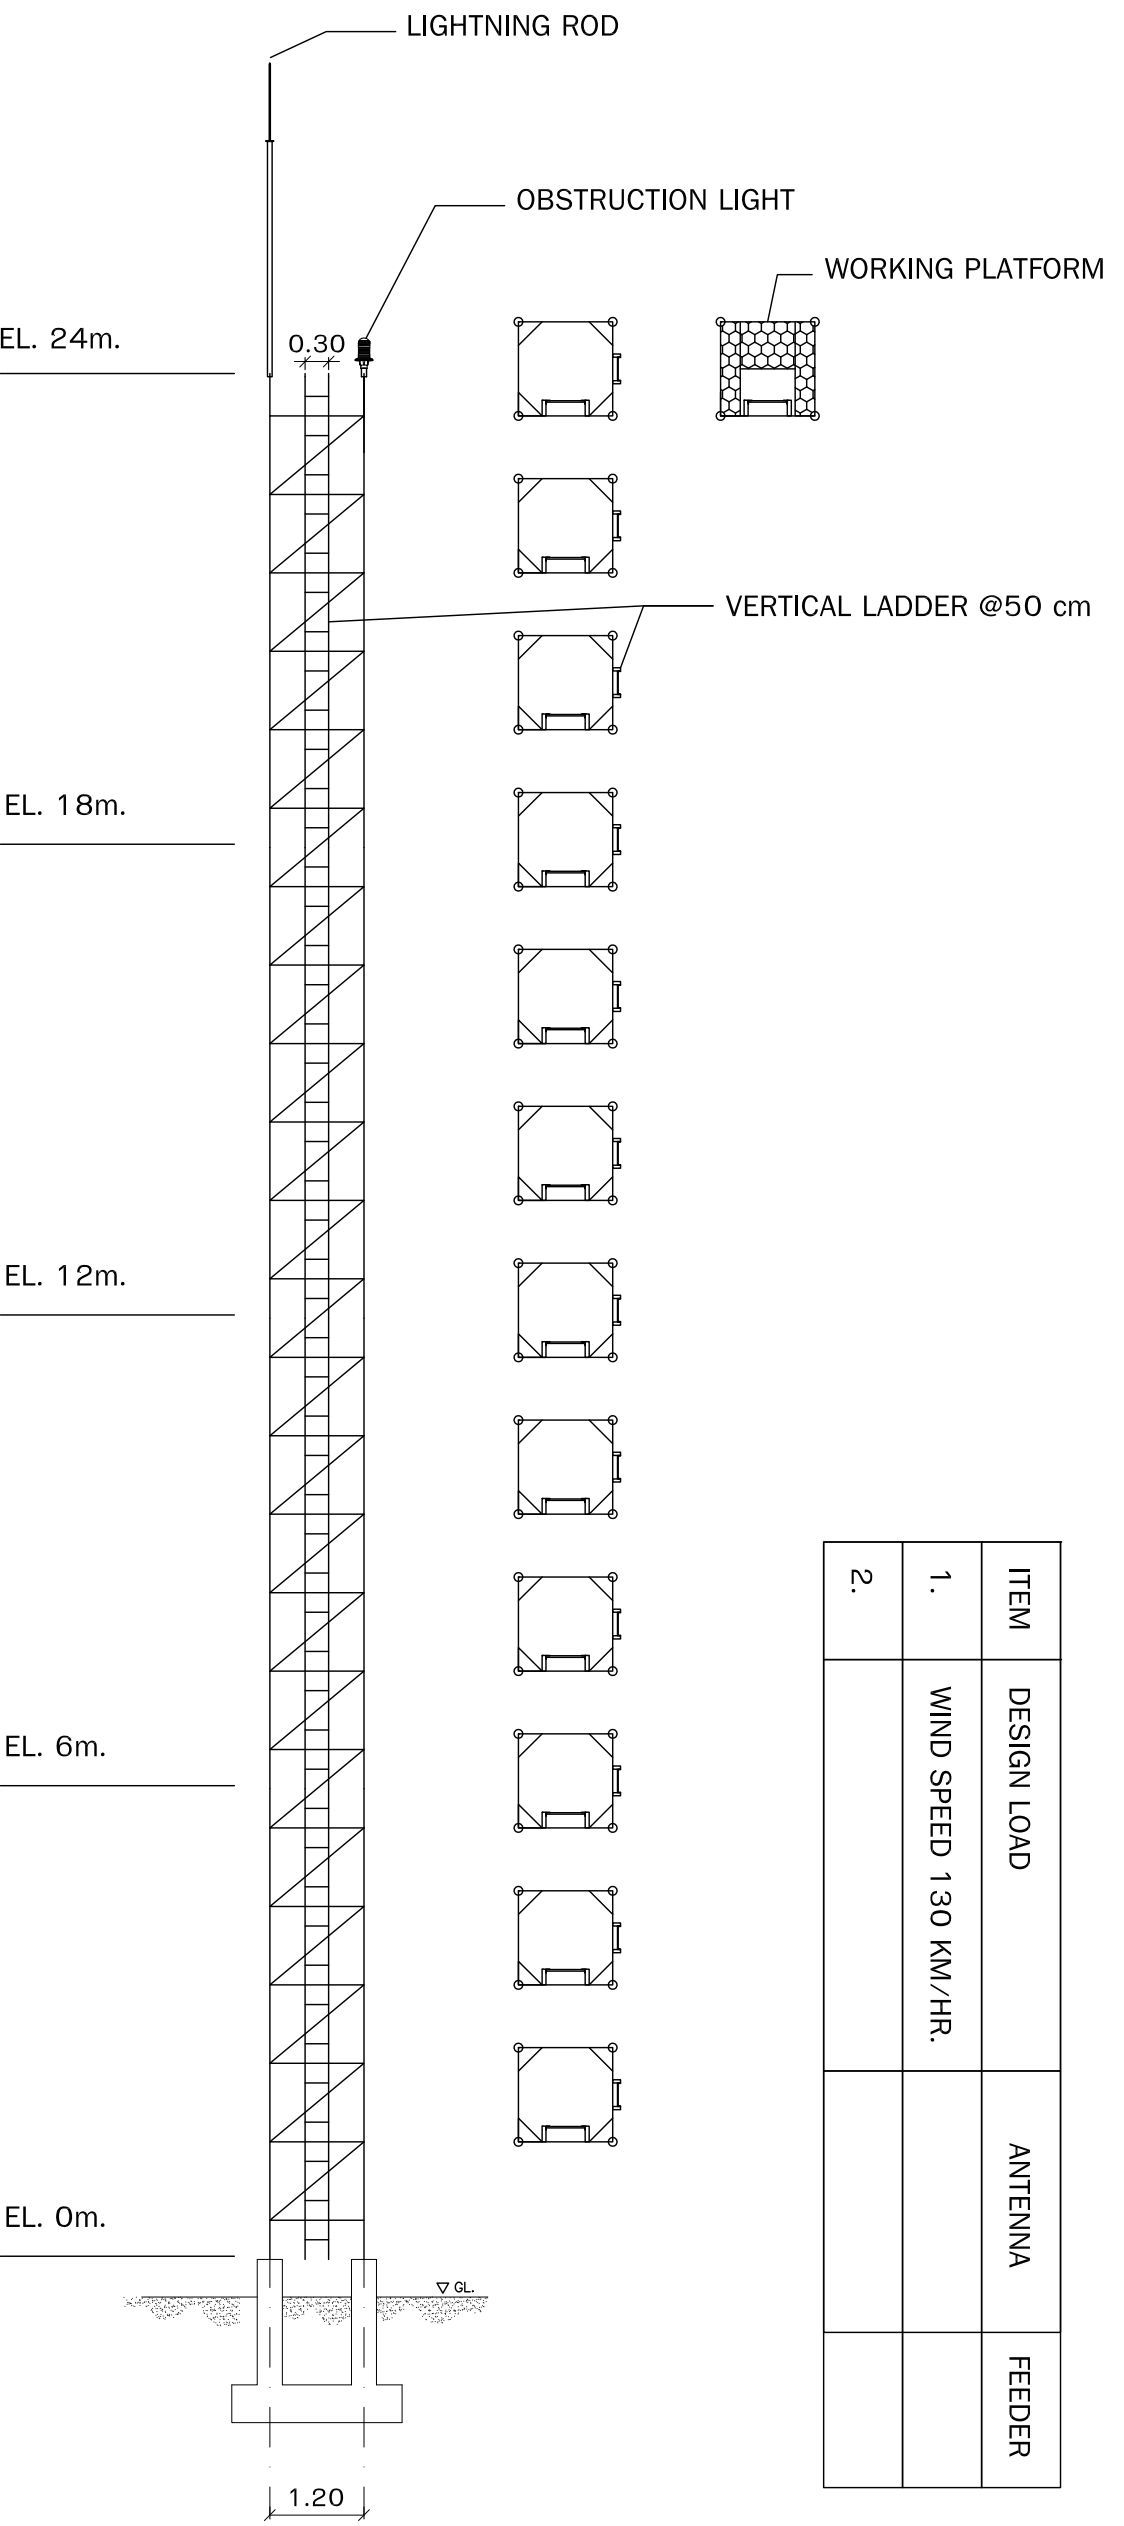 LIGHTNING ROD
OBSTRUCTION LIGHT
WORKING PLATFORM
EL. 24m.
0.30
VERTICAL LADDER @50 cm
EL. 18m.
EL. 12m.
EL. 6m.
EL. 0m.
GL.
1.20
ITEM DESIGN LOAD ANTENNA FEEDER
1. WIND SPEED 130 KM/HR.
2.